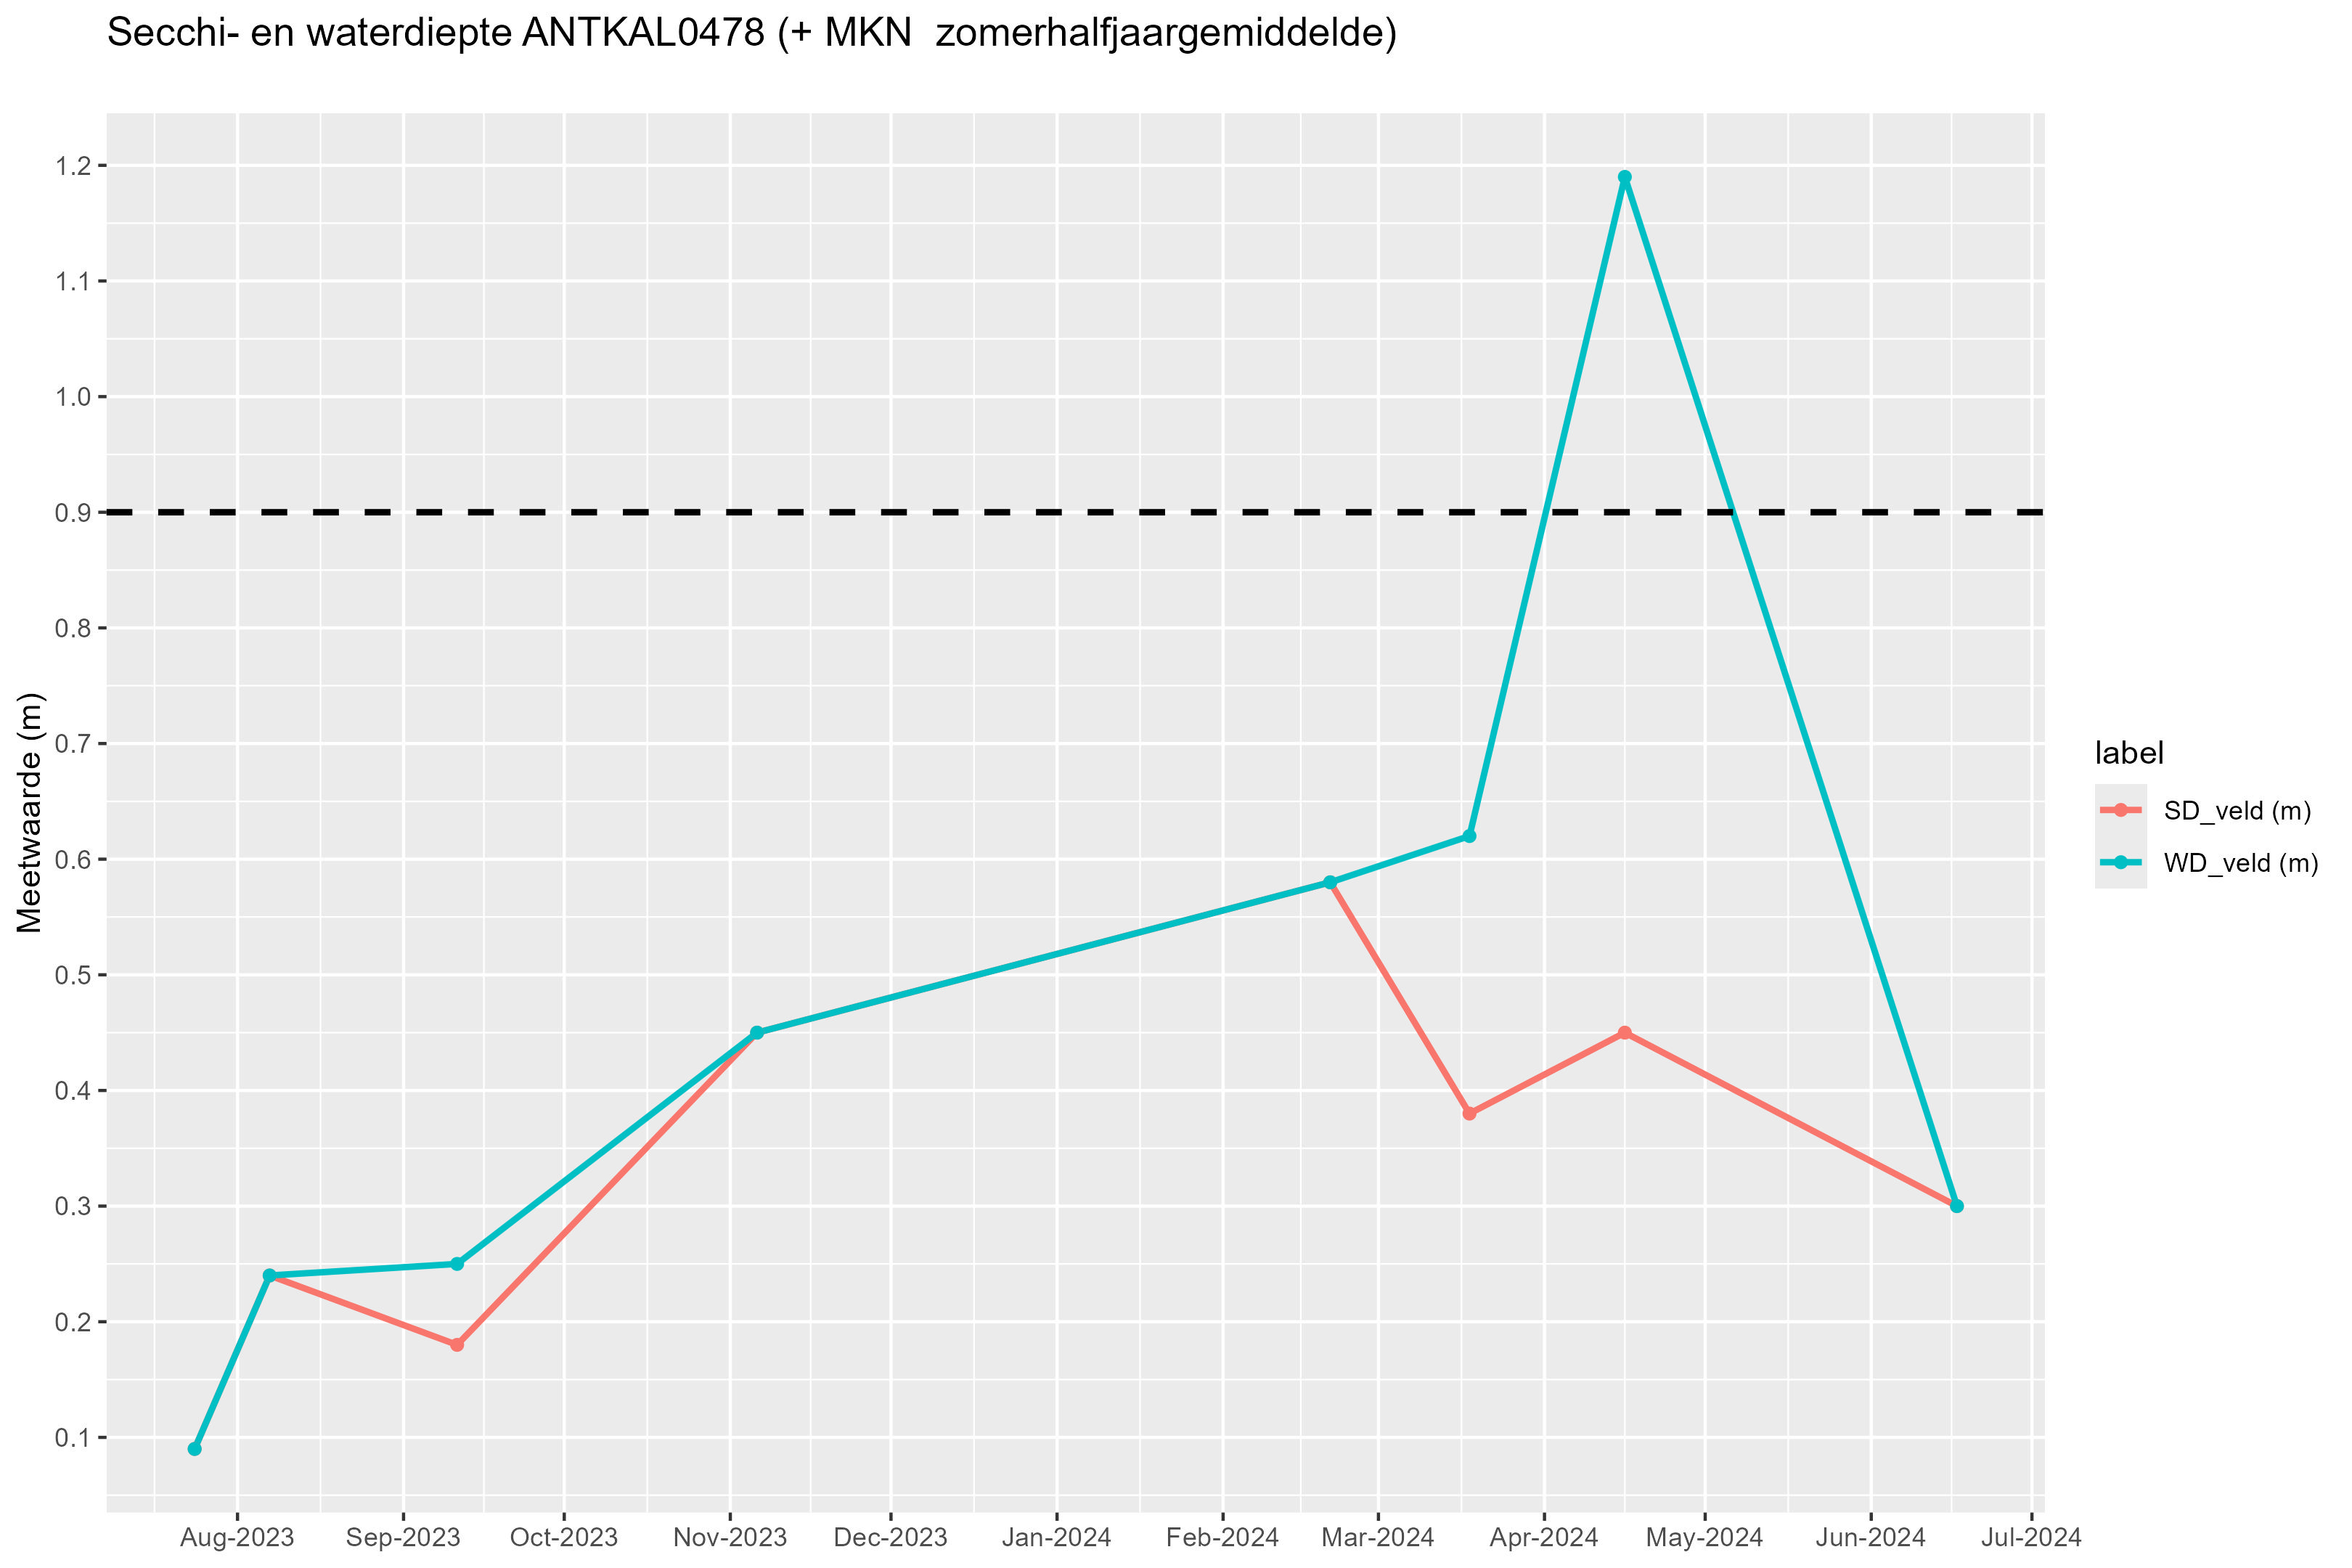 Secchi- en waterdiepte ANTKAL0478 (+ MKN  zomerhalfjaargemiddelde)
1.2
1.1
1.0
0.9
0.8
0.7
0.6
0.5
0.4
0.3
0.2
0.1
Meetwaarde (m)
label
SD_veld (m)
WD_veld (m)
Aug-2023 Sep-2023 Oct-2023 Nov-2023 Dec-2023 Jan-2024 Feb-2024 Mar-2024 Apr-2024 May-2024 Jun-2024 Jul-2024